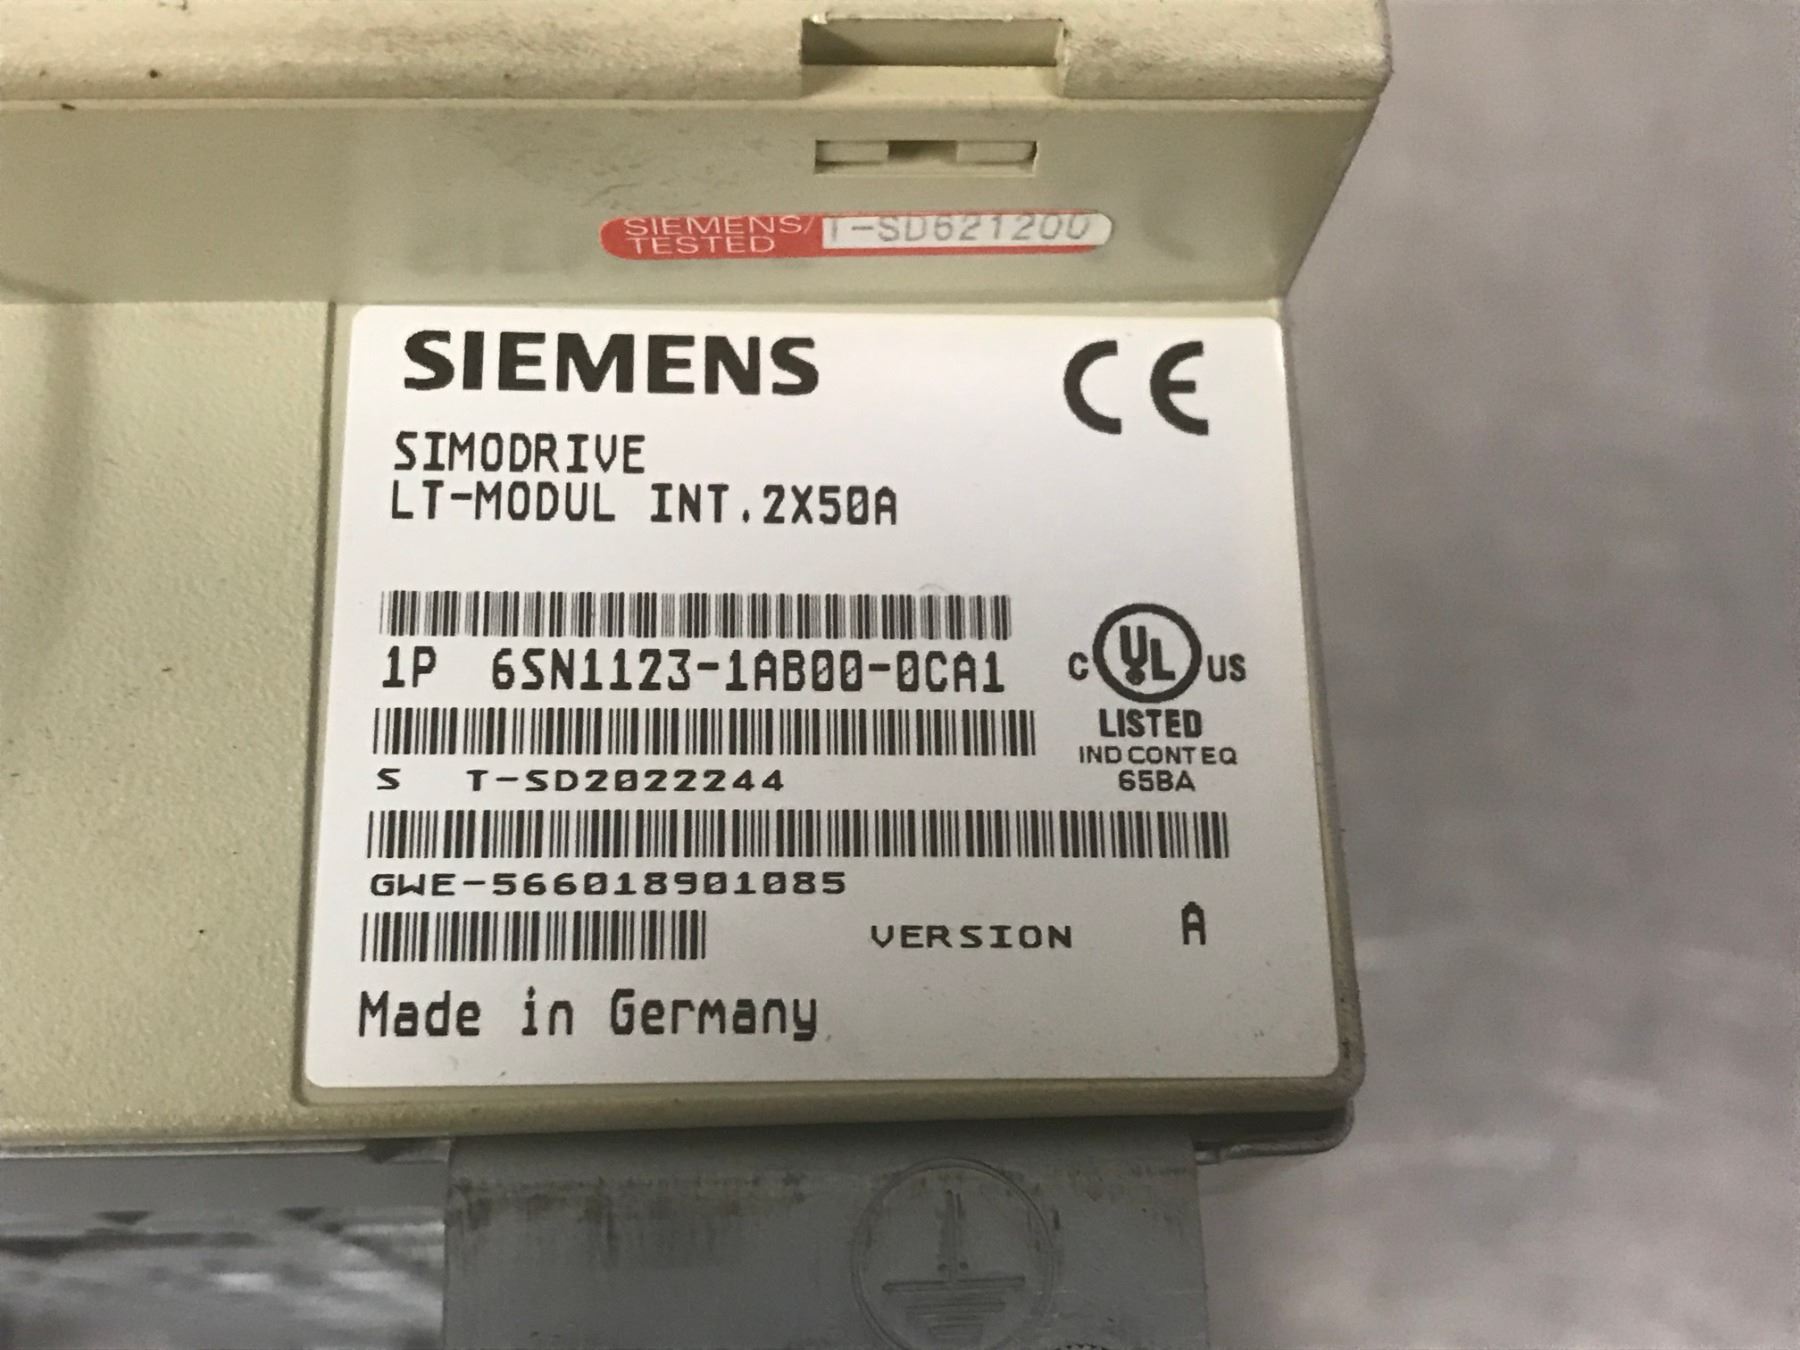 SIEMENS/ T-SD621200
TESTED
SIEMENS CE
SIMODRIVE
LT-MODUL INT.2X50A
1P 6SN1123-1AB00-0CA1
C UL US
LISTED
IND CONT EQ
65BA
S T-SD2022244
GWE-566018901085
VERSION A
Made in Germany